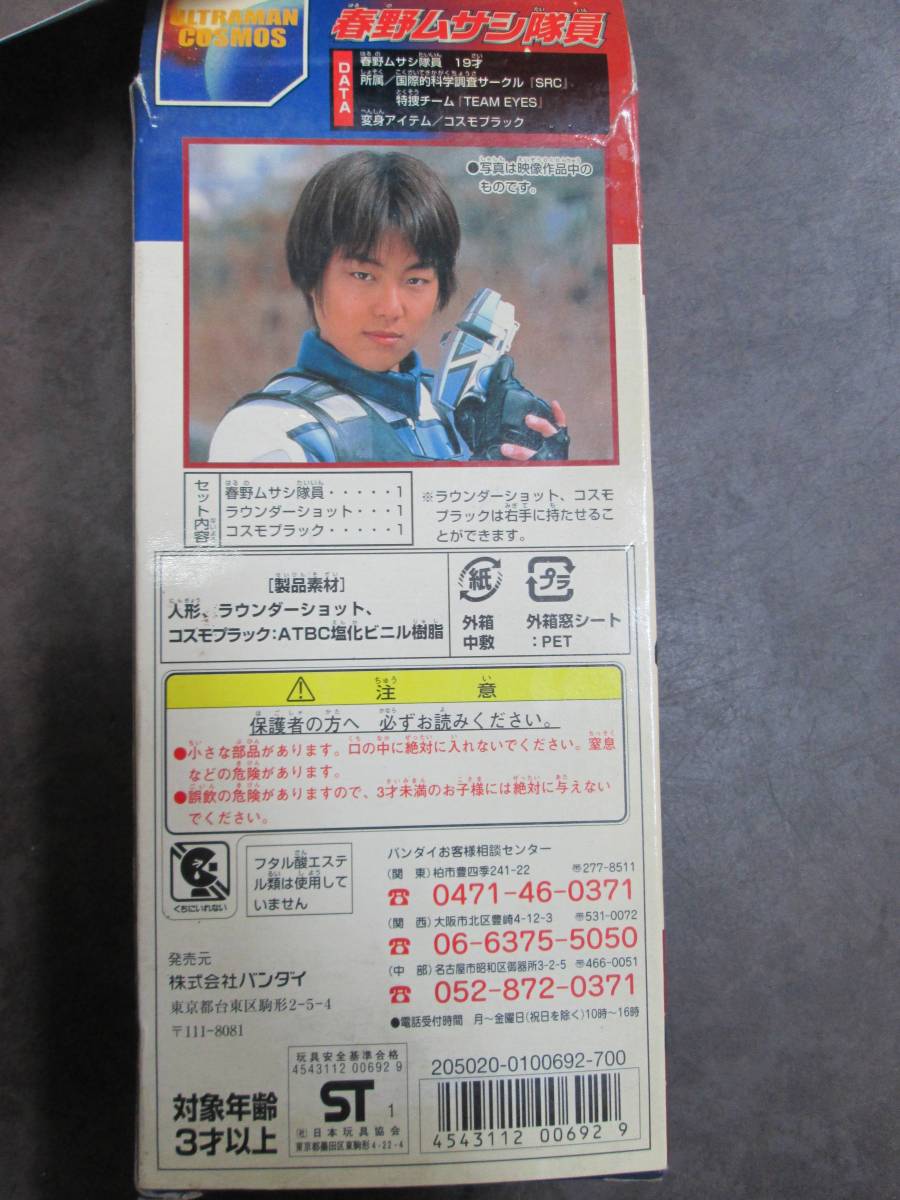 ULTRAMAN
COSMOS
春野ムサシ隊員
DATA
春野ムサシ隊員 19才
所属/国際的科学調査サークル『SRC』、
特捜チーム『TEAM EYES』
変身アイテム/コスモプラック
●写真は映像作品中の
ものです。
セット内容
春野ムサシ隊員・・・・・1
ラウンダーショット・・・1
コスモプラック・・・・・1
※ラウンダーショット、コスモ
プラックは右手に持たせるこ
とができます。
[製品素材]
人形、ラウンダーショット、
コスモプラック:ATBC塩化ビニル樹脂
紙
外箱
中敷
プラ
外箱窓シート
:PET
注意
保護者の方へ 必ずお読みください。
●小さな部品があります。口の中に絶対に入れないでください。窒息
などの危険があります。
●誤飲の危険がありますので、3才未満のお子様には絶対に与えない
でください。
くちにいれない
フタル酸エステ
ル類は使用して
いません
バンダイお客様相談センター
(関 東)柏市豊四季241-22 〒277-8511
☎ 0471-46-0371
(関 西)大阪市北区豊崎4-12-3 〒531-0072
☎ 06-6375-5050
(中 部)名古屋市昭和区御器所3-2-5 〒466-0051
☎ 052-872-0371
●電話受付時間 月〜金曜日(祝日を除く)10時〜16時
発売元
株式会社バンダイ
東京都台東区駒形2-5-4
〒111-8081
対象年齢
3才以上
玩具安全基準合格
4543112 00692 9
ST 1
㈳日本玩具協会
東京都墨田区東駒形4-22-4
205020-0100692-700
4543112 00692 9